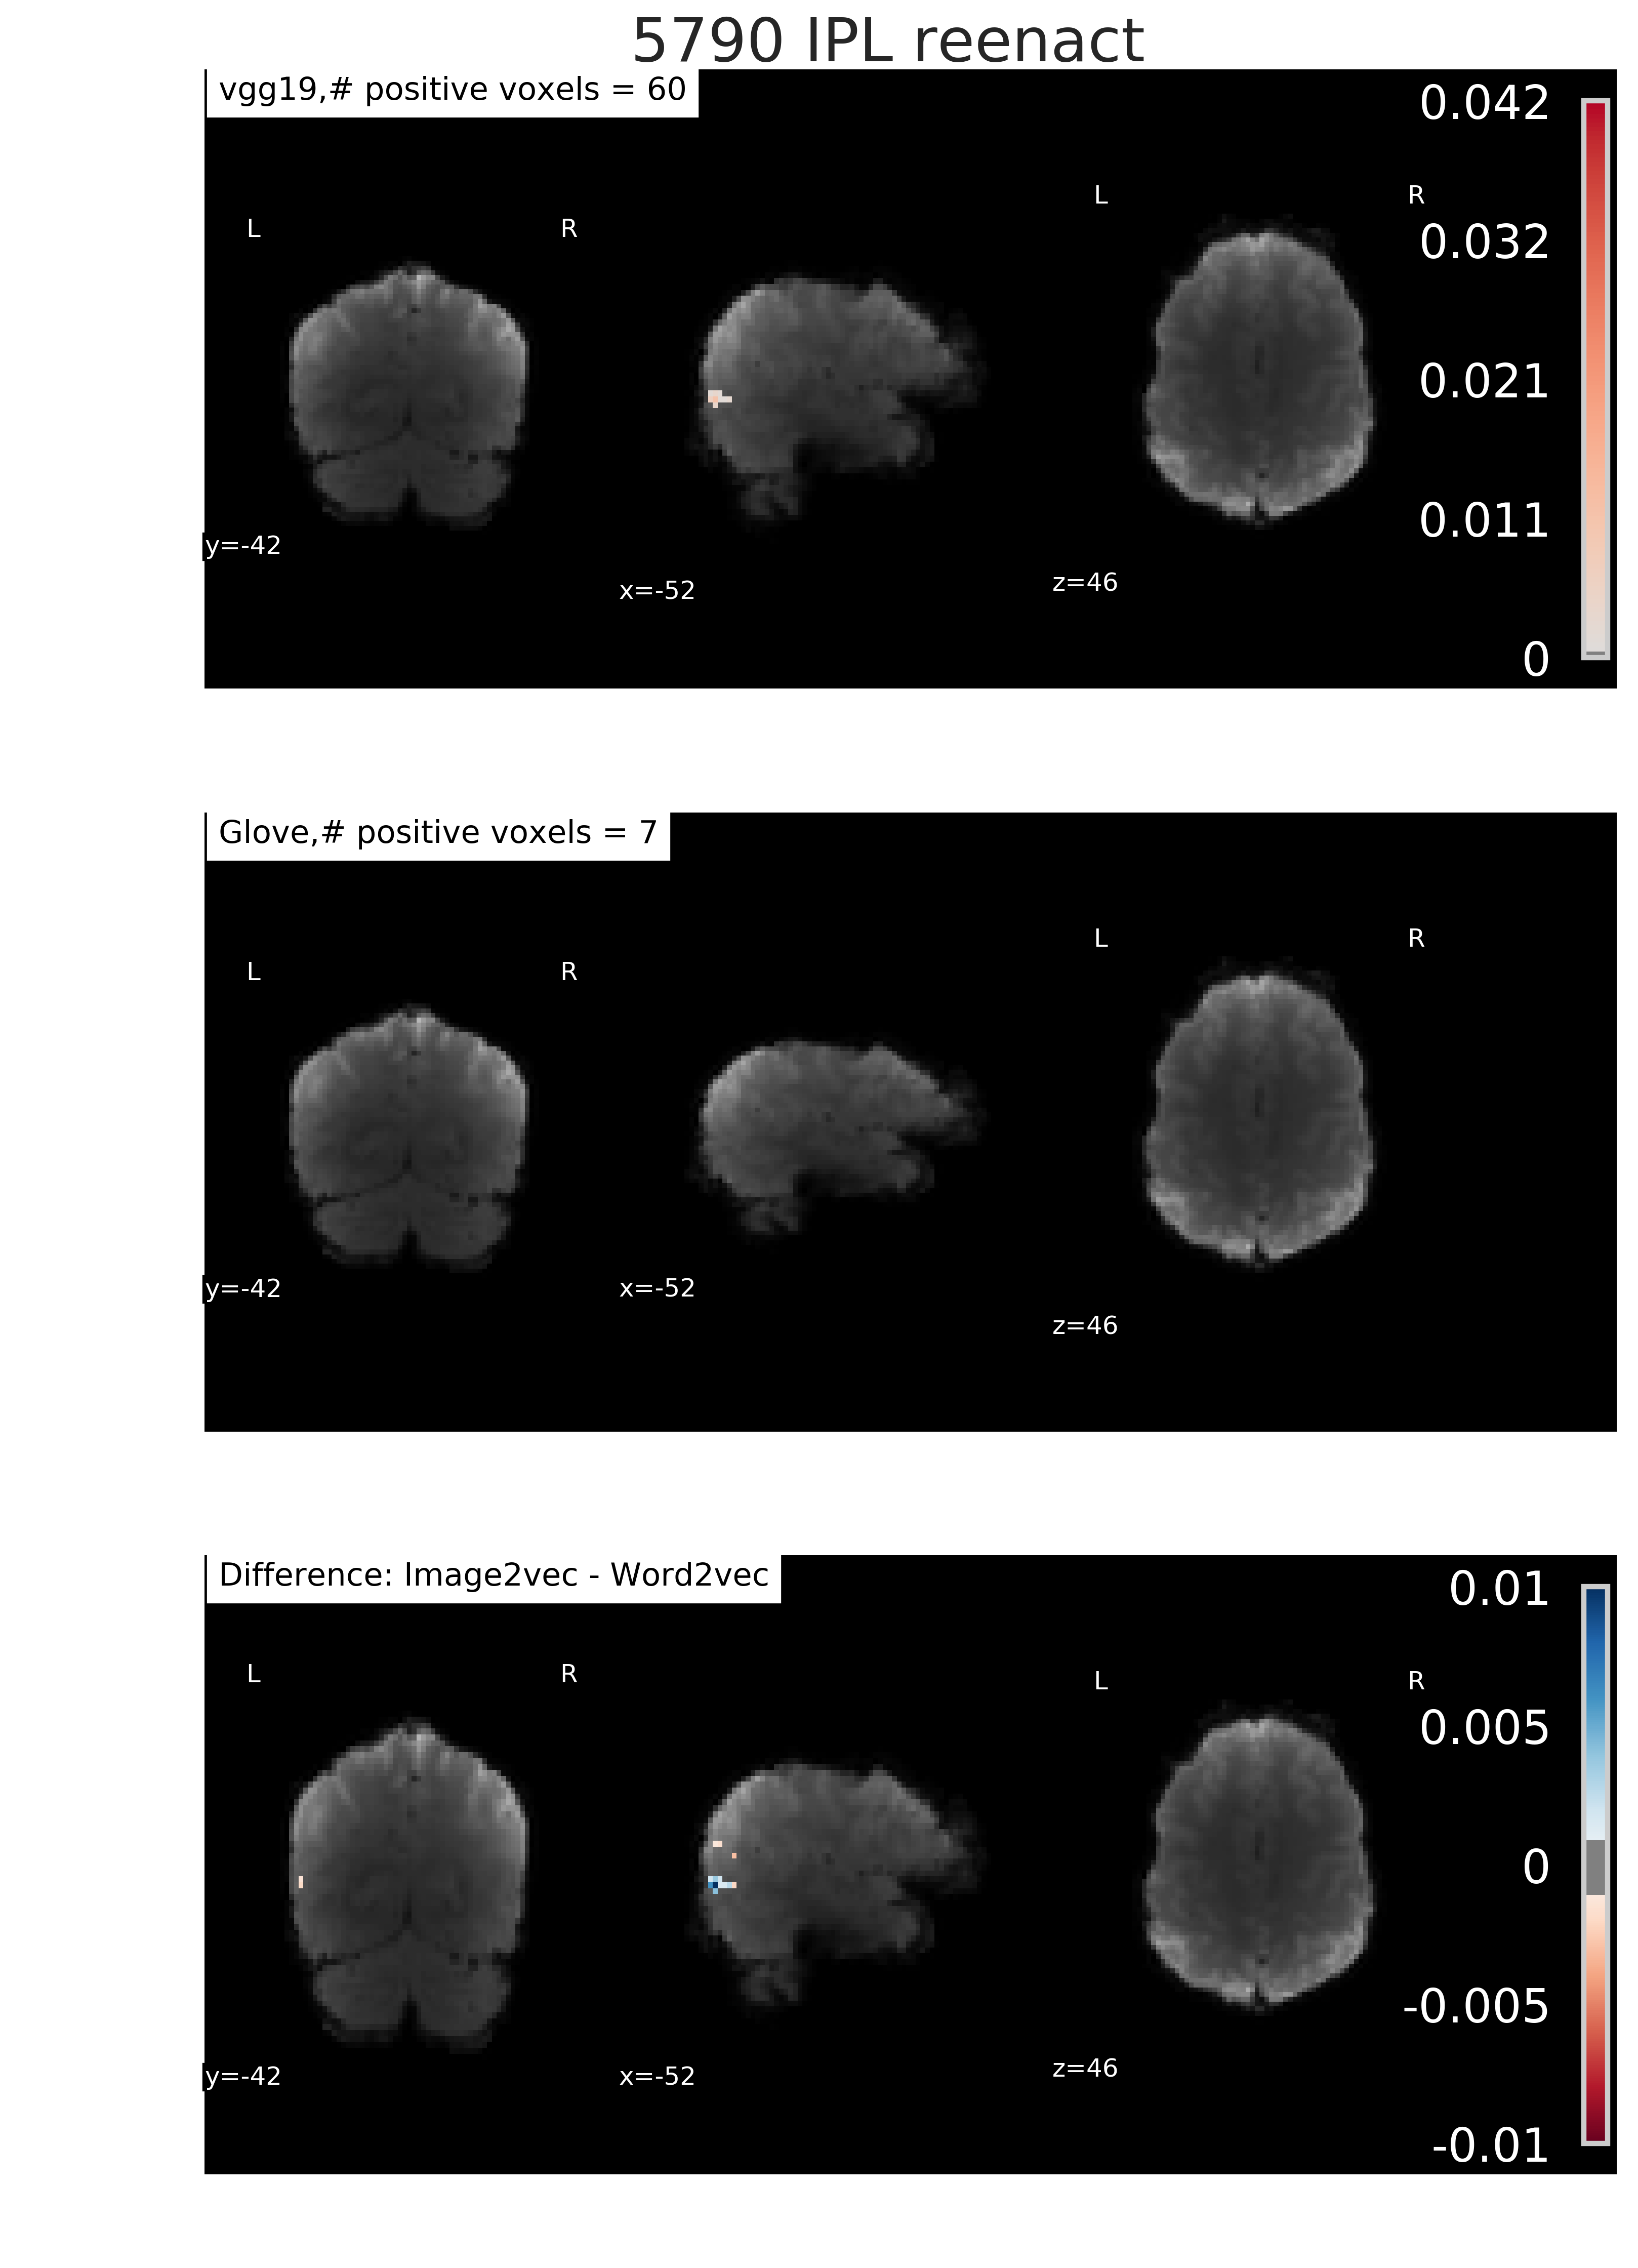 5790 IPL reenact
vgg19,# positive voxels = 60
0.042
L
R
L
R
0.032
0.021
0.011
y=-42
x=-52
z=46
0
Glove,# positive voxels = 7
L
R
L
R
y=-42
x=-52
z=46
Difference: Image2vec - Word2vec
0.01
L
R
L
R
0.005
0
-0.005
y=-42
x=-52
z=46
-0.01